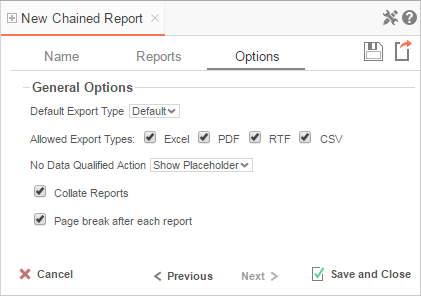 New Chained Report
Name Reports Options
General Options
Default Export Type Default
Allowed Export Types: Excel PDF RTF CSV
No Data Qualified Action Show Placeholder
Collate Reports
Page break after each report
Cancel Previous Next Save and Close